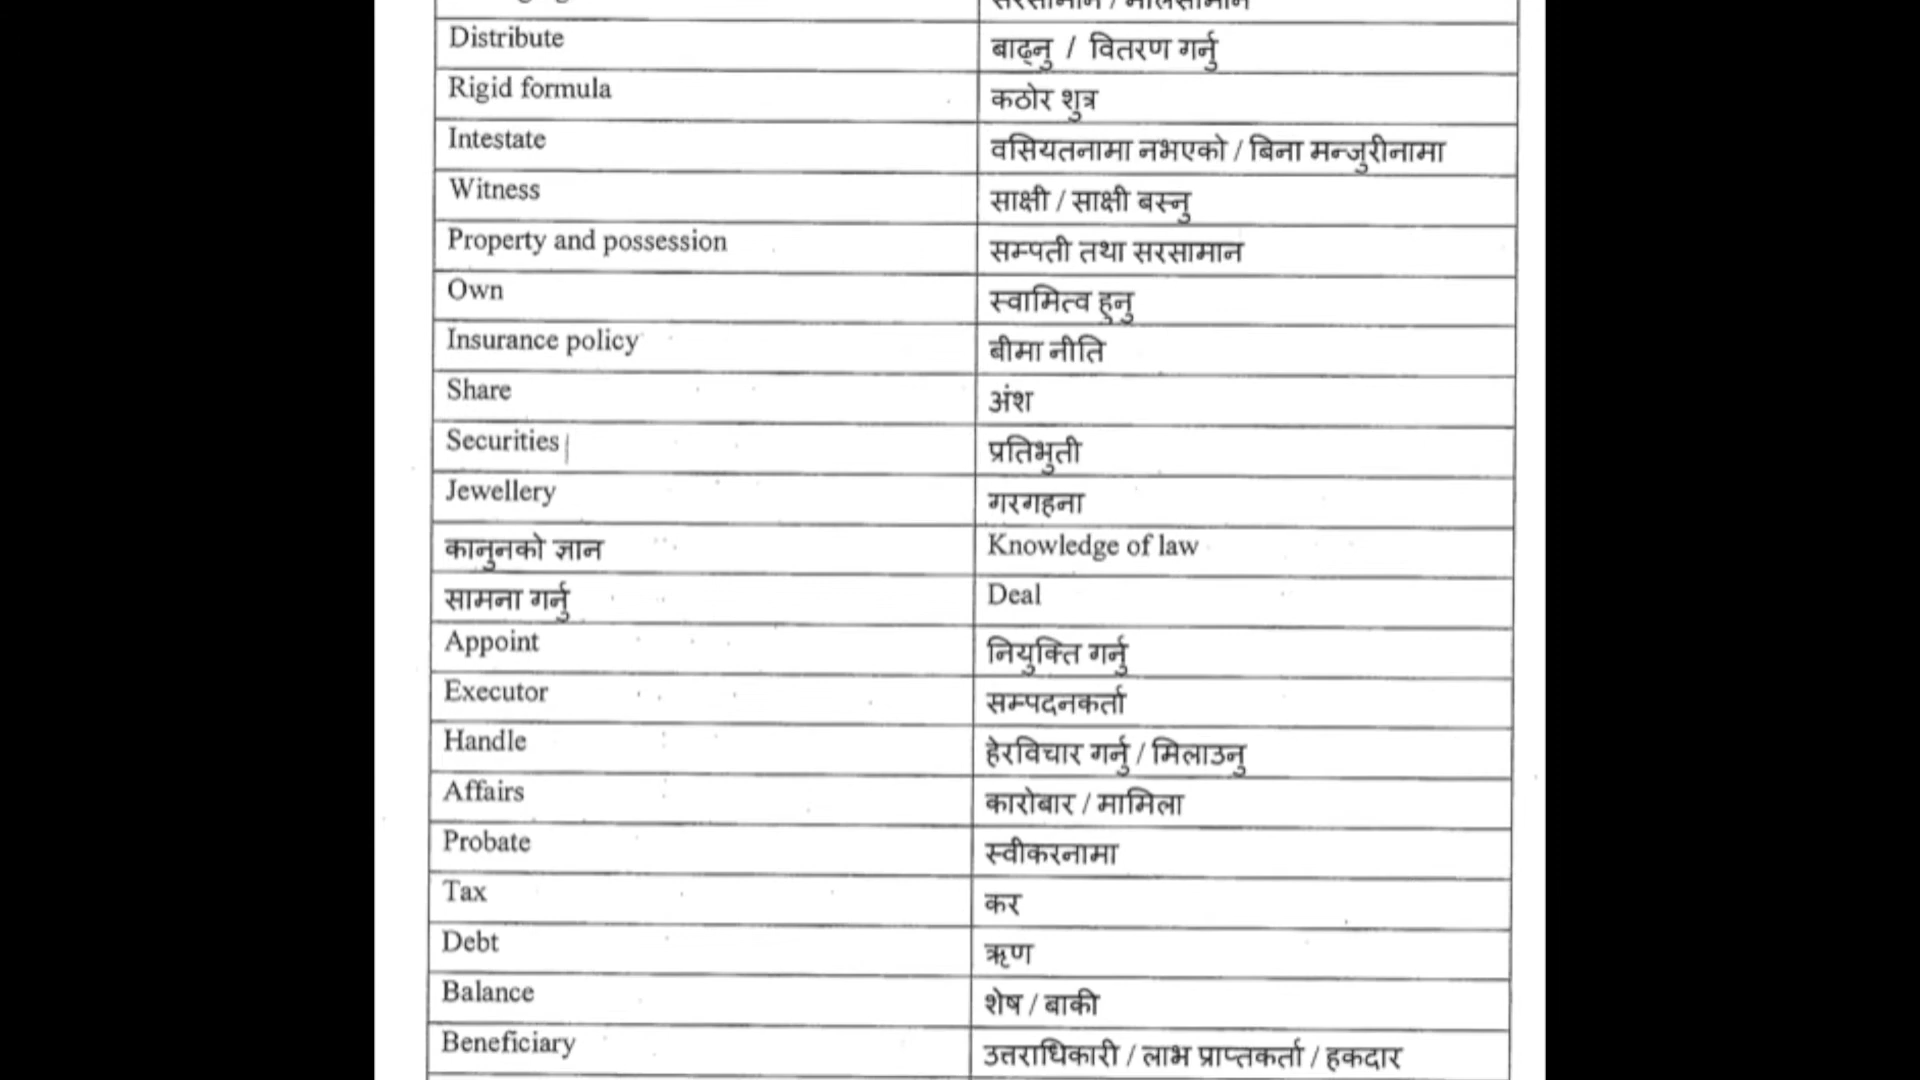 सरसामान / मालसामान
Distribute बाढ्नु / वितरण गर्नु
Rigid formula कठोर शुत्र
Intestate वसियतनामा नभएको / बिना मन्जुरीनामा
Witness साक्षी / साक्षी बस्नु
Property and possession सम्पती तथा सरसामान
Own स्वामित्व हुनु
Insurance policy बीमा नीति
Share अंश
Securities प्रतिभुती
Jewellery गरगहना
कानुनको ज्ञान Knowledge of law
सामना गर्नु Deal
Appoint नियुक्ति गर्नु
Executor सम्पदनकर्ता
Handle हेरविचार गर्नु / मिलाउनु
Affairs कारोबार / मामिला
Probate स्वीकरनामा
Tax कर
Debt ऋण
Balance शेष / बाकी
Beneficiary उत्तराधिकारी / लाभ प्राप्तकर्ता / हकदार